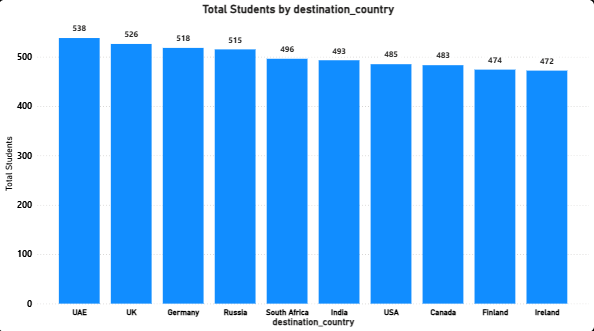 Total Students by destination_country
538 526 518 515 496 493 485 483 474 472
500
400
300
200
100
0
Total Students
UAE UK Germany Russia South Africa India USA Canada Finland Ireland
destination_country